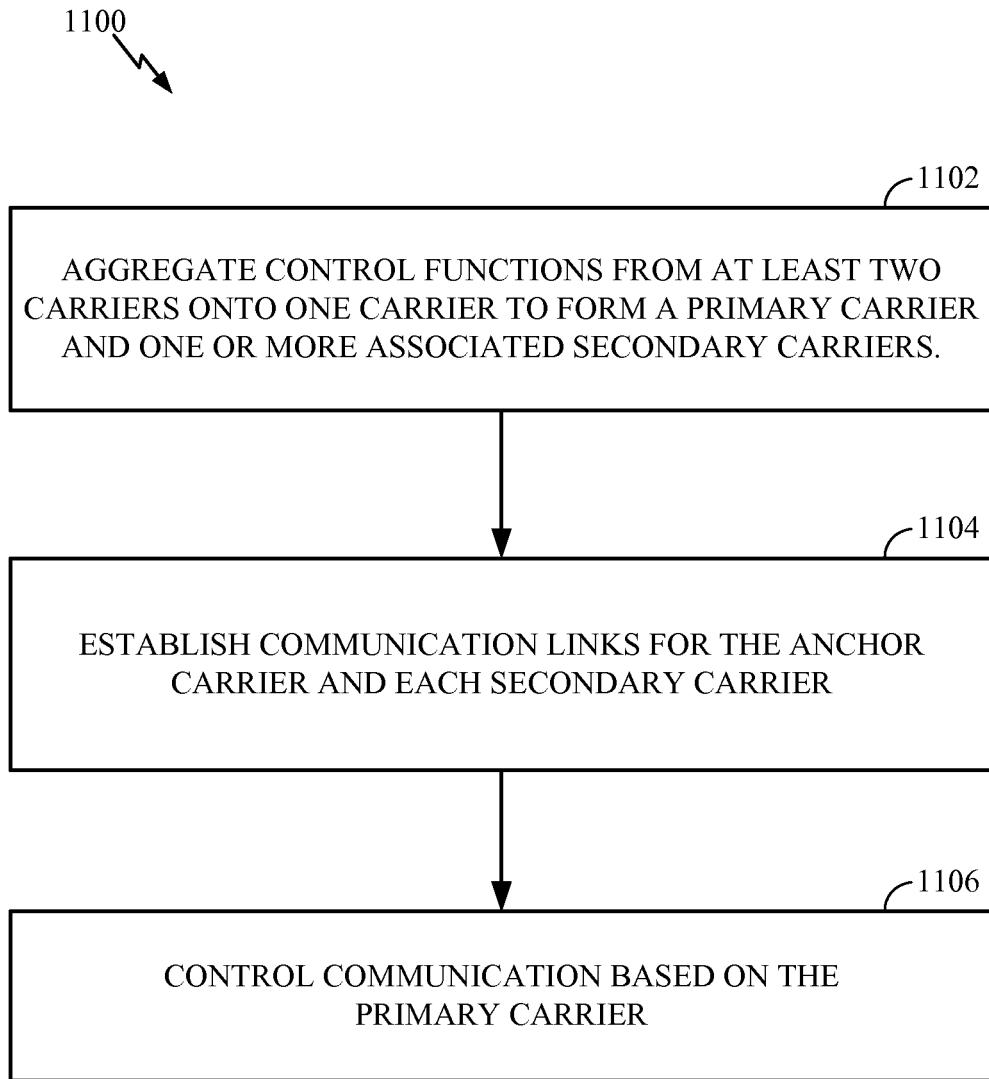 1100
1102
AGGREGATE CONTROL FUNCTIONS FROM AT LEAST TWO
CARRIERS ONTO ONE CARRIER TO FORM A PRIMARY CARRIER
AND ONE OR MORE ASSOCIATED SECONDARY CARRIERS.
1104
ESTABLISH COMMUNICATION LINKS FOR THE ANCHOR
CARRIER AND EACH SECONDARY CARRIER
1106
CONTROL COMMUNICATION BASED ON THE
PRIMARY CARRIER